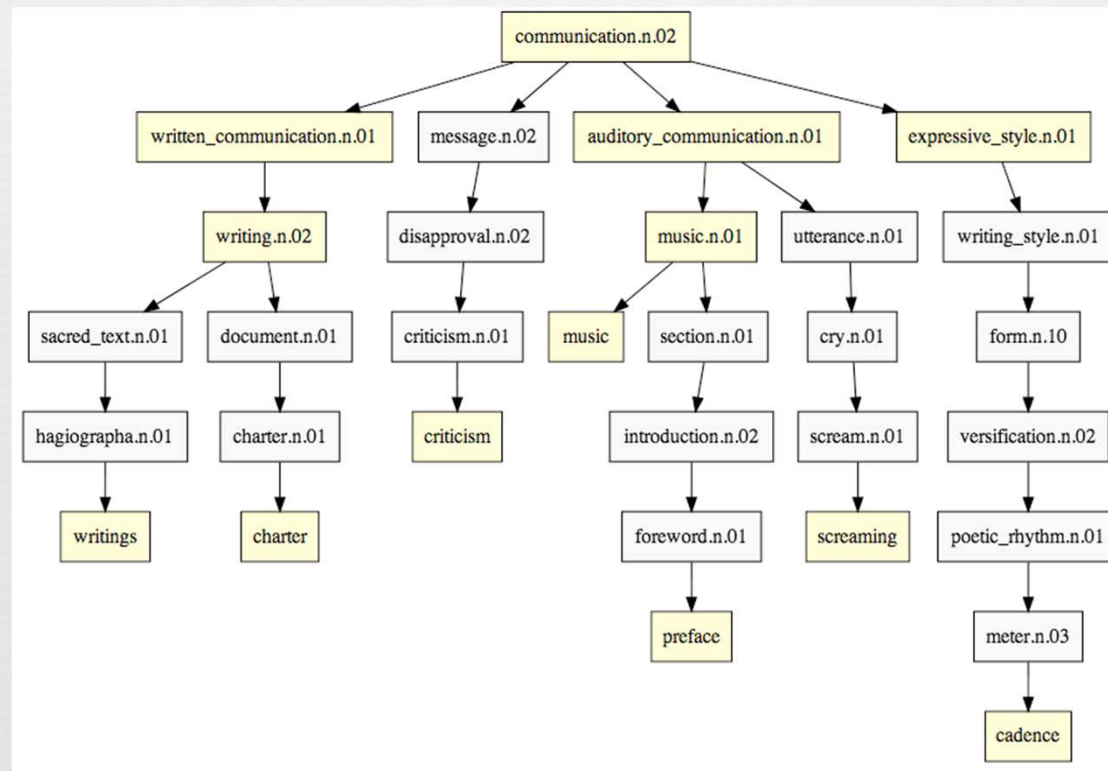 communication.n.02
written_communication.n.01
message.n.02
auditory_communication.n.01
expressive_style.n.01
writing.n.02
disapproval.n.02
music.n.01
utterance.n.01
writing_style.n.01
sacred_text.n.01
document.n.01
criticism.n.01
music
section.n.01
cry.n.01
form.n.10
hagiographa.n.01
charter.n.01
criticism
introduction.n.02
scream.n.01
versification.n.02
writings
charter
foreword.n.01
screaming
poetic_rhythm.n.01
preface
meter.n.03
cadence